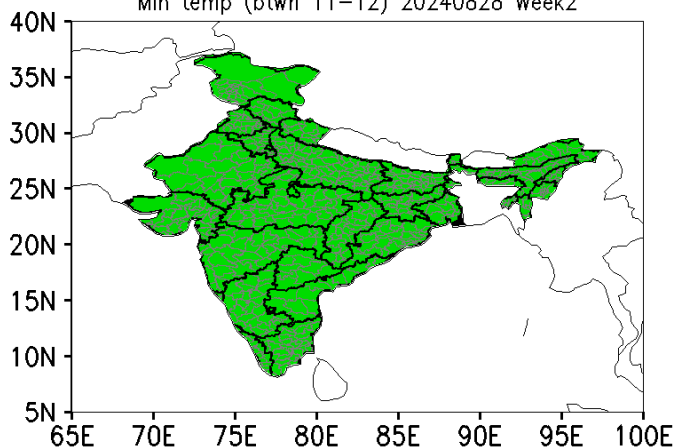 Min temp (btwn 11-12) 20240828 Week2
40N
35N
30N
25N
20N
15N
10N
5N
65E 70E 75E 80E 85E 90E 95E 100E